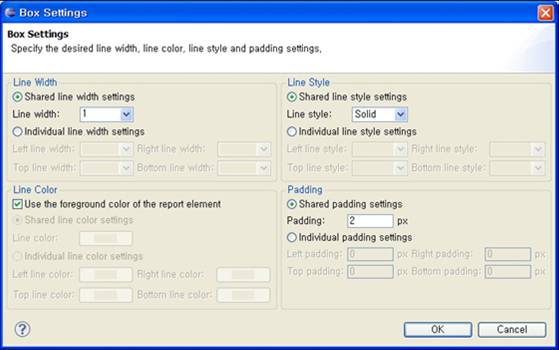 Box Settings
Box Settings
Specify the desired line width, line color, line style and padding settings,
Line Width
Shared line width settings
Line width: 1
Individual line width settings
Left line width: Right line width:
Top line width: Bottom line width:
Line Style
Shared line style settings
Line style: Solid
Individual line style settings
Left line style: Right line style:
Top line style: Bottom line style:
Line Color
Use the foreground color of the report element
Shared line color settings
Line color:
Individual line color settings
Left line color: Right line color:
Top line color: Bottom line color:
Padding
Shared padding settings
Padding: 2 px
Individual padding settings
Left padding: 0 px Right padding: 0 px
Top padding: 0 px Bottom padding: 0 px
?
OK Cancel